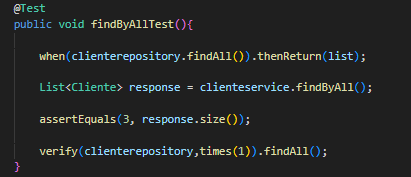 @Test
public void findByAllTest(){
when(clienterepository.findAll()).thenReturn(list);
List<Cliente> response = clienteservice.findByAll();
assertEquals(3, response.size());
verify(clienterepository,times(1)).findAll();
}